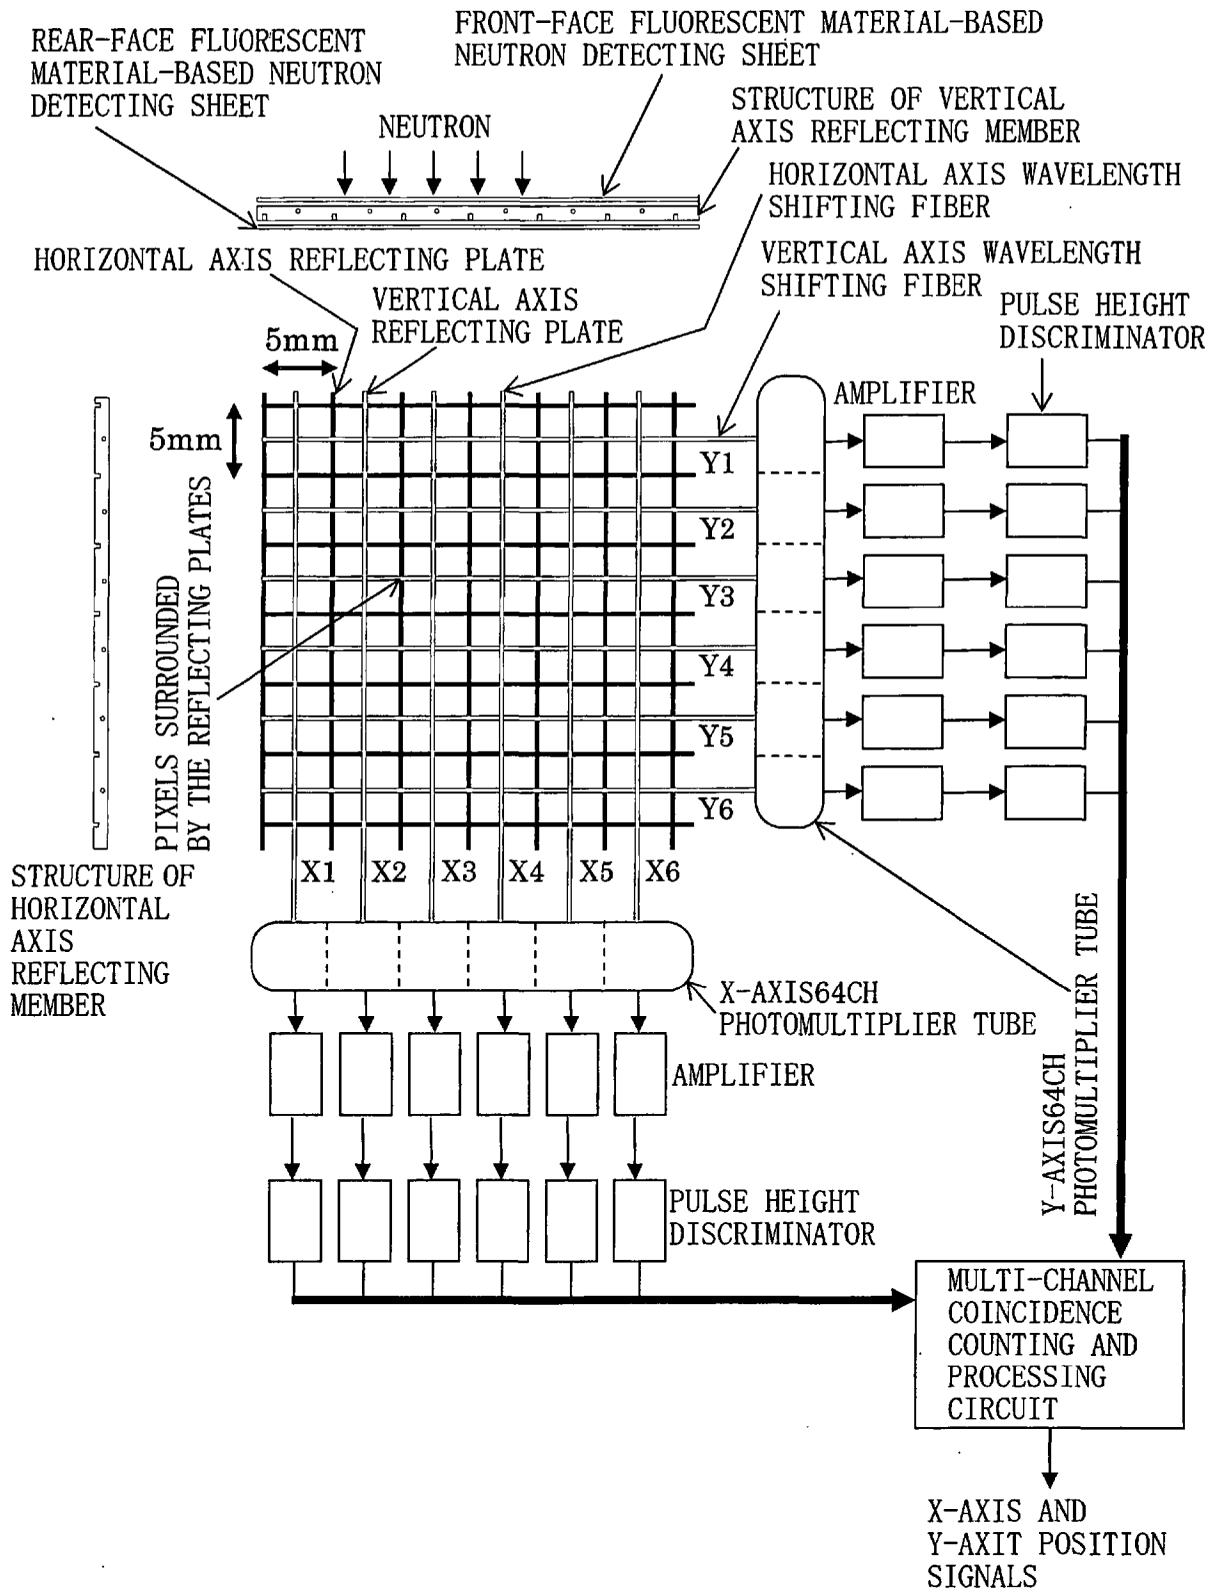 REAR-FACE FLUORESCENT
MATERIAL-BASED NEUTRON
DETECTING SHEET
FRONT-FACE FLUORESCENT MATERIAL-BASED
NEUTRON DETECTING SHEET
NEUTRON
STRUCTURE OF VERTICAL
AXIS REFLECTING MEMBER
HORIZONTAL AXIS WAVELENGTH
SHIFTING FIBER
HORIZONTAL AXIS REFLECTING PLATE
VERTICAL AXIS WAVELENGTH
SHIFTING FIBER
VERTICAL AXIS
REFLECTING PLATE
PULSE HEIGHT
DISCRIMINATOR
5mm
AMPLIFIER
5mm
Y1
Y2
Y3
Y4
Y5
Y6
PIXELS SURROUNDED
BY THE REFLECTING PLATES
X1 X2 X3 X4 X5 X6
STRUCTURE OF
HORIZONTAL
AXIS
REFLECTING
MEMBER
X-AXIS64CH
PHOTOMULTIPLIER TUBE
Y-AXIS64CH
PHOTOMULTIPLIER TUBE
AMPLIFIER
PULSE HEIGHT
DISCRIMINATOR
MULTI-CHANNEL
COINCIDENCE
COUNTING AND
PROCESSING
CIRCUIT
X-AXIS AND
Y-AXIT POSITION
SIGNALS